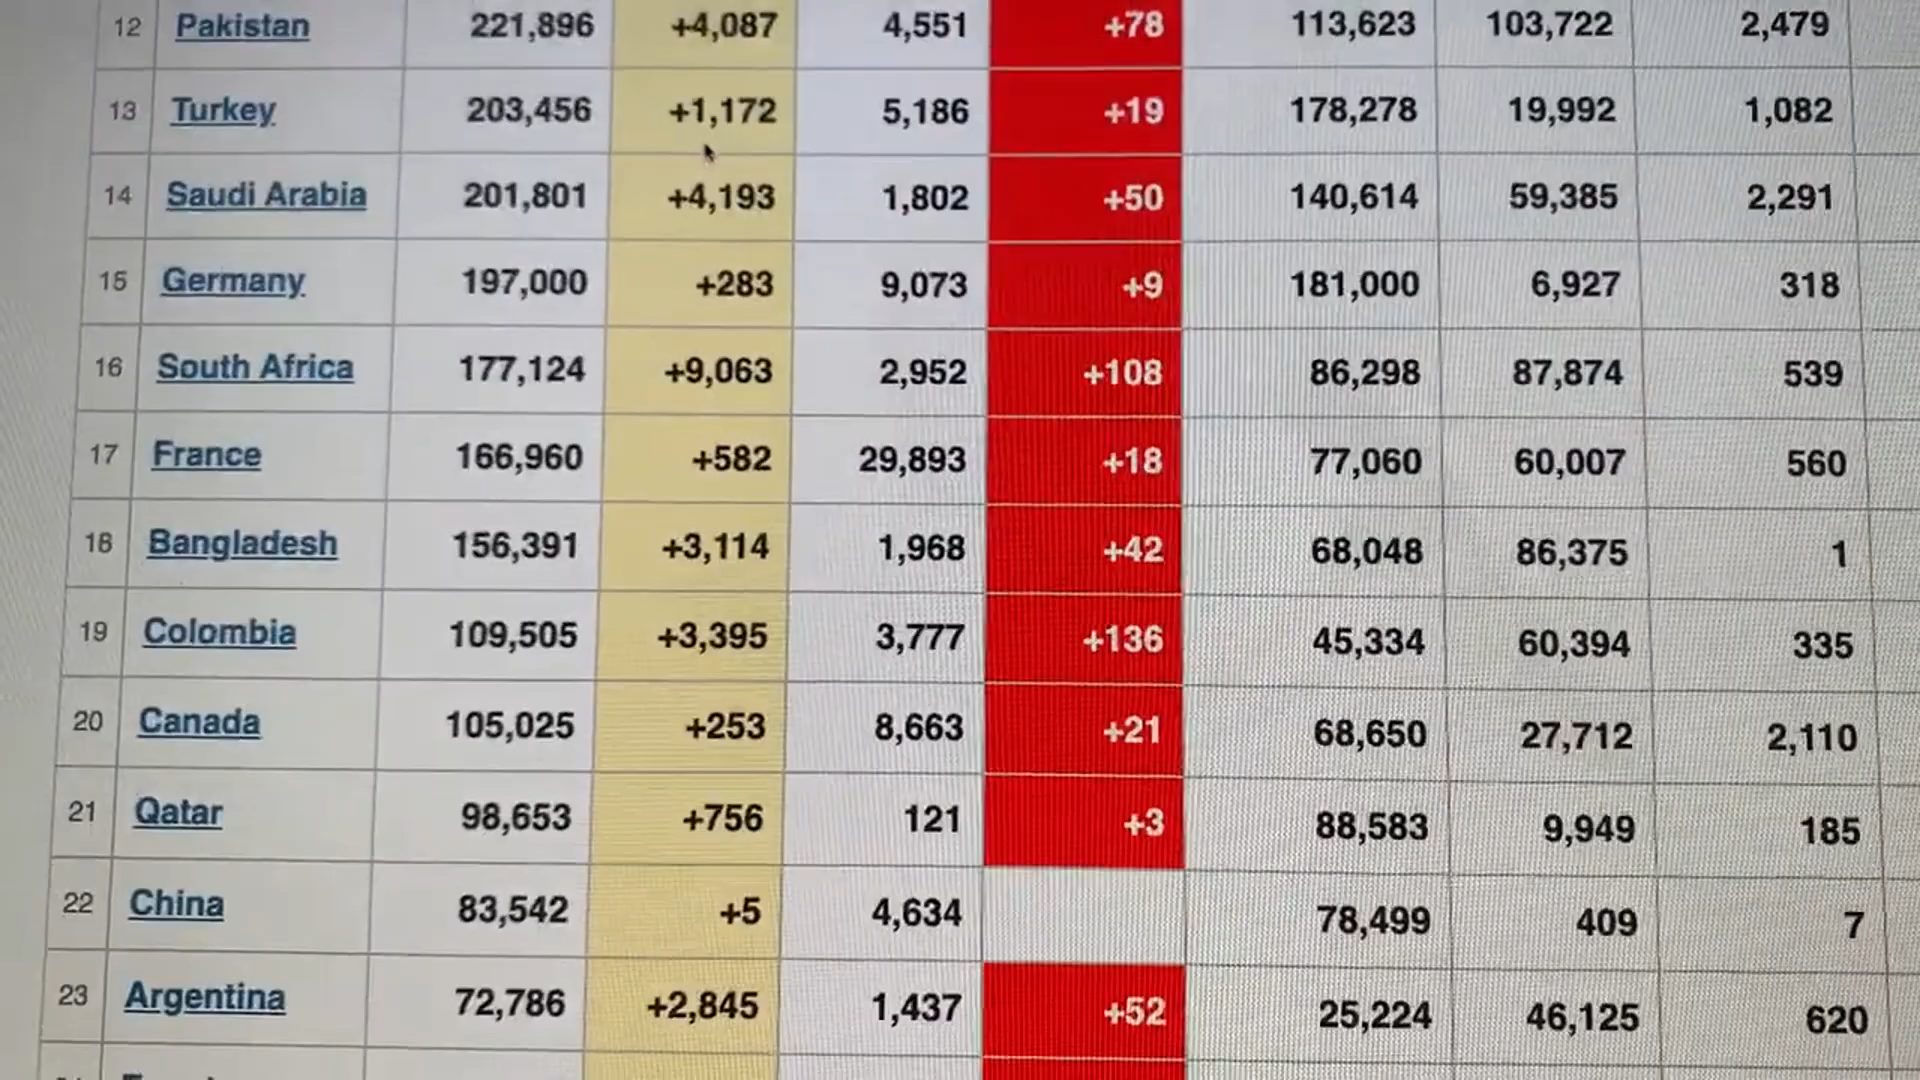 12 Pakistan 221,896 +4,087 4,551 +78 113,623 103,722 2,479
13 Turkey 203,456 +1,172 5,186 +19 178,278 19,992 1,082
14 Saudi Arabia 201,801 +4,193 1,802 +50 140,614 59,385 2,291
15 Germany 197,000 +283 9,073 +9 181,000 6,927 318
16 South Africa 177,124 +9,063 2,952 +108 86,298 87,874 539
17 France 166,960 +582 29,893 +18 77,060 60,007 560
18 Bangladesh 156,391 +3,114 1,968 +42 68,048 86,375 1
19 Colombia 109,505 +3,395 3,777 +136 45,334 60,394 335
20 Canada 105,025 +253 8,663 +21 68,650 27,712 2,110
21 Qatar 98,653 +756 121 +3 88,583 9,949 185
22 China 83,542 +5 4,634 78,499 409 7
23 Argentina 72,786 +2,845 1,437 +52 25,224 46,125 620